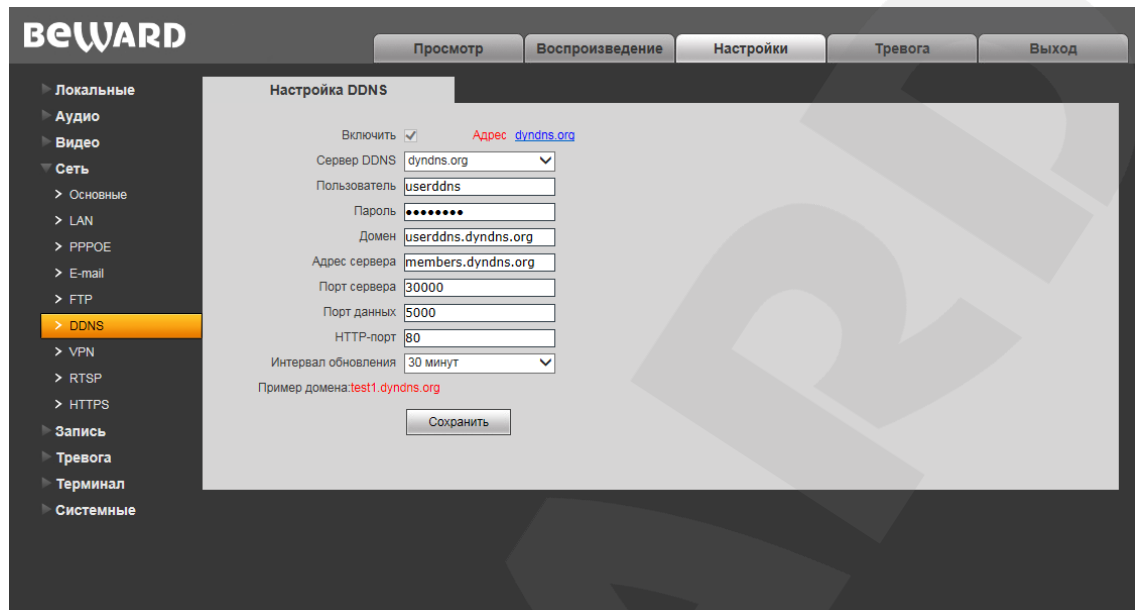 BEWARD
Просмотр Воспроизведение Настройки Тревога Выход
Локальные
Аудио
Видео
Сеть
> Основные
> LAN
> PPPOE
> E-mail
> FTP
> DDNS
> VPN
> RTSP
> HTTPS
Запись
Тревога
Терминал
Системные
Настройка DDNS
Включить Адрес dyndns.org
Сервер DDNS dyndns.org
Пользователь userddns
Пароль ●●●●●●●●
Домен userddns.dyndns.org
Адрес сервера members.dyndns.org
Порт сервера 30000
Порт данных 5000
HTTP-порт 80
Интервал обновления 30 минут
Пример домена:test1.dyndns.org
Сохранить